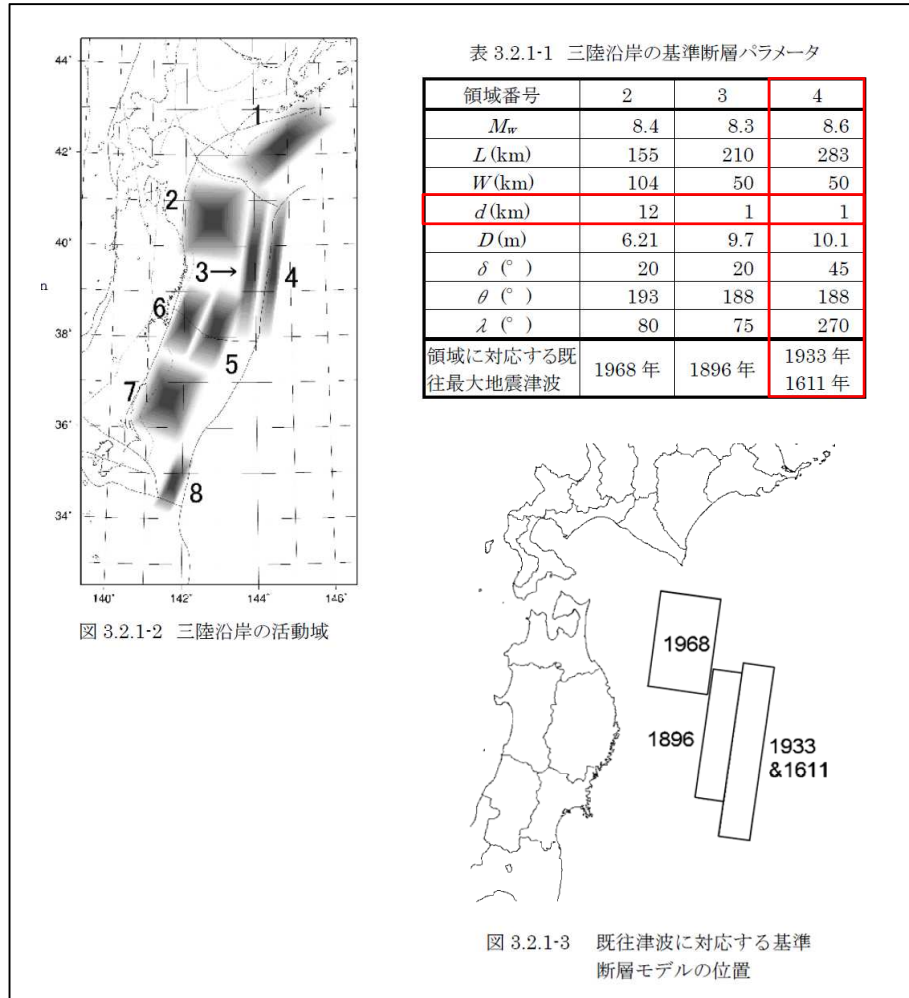 44°
42°
40°
38°
36°
34°
140°
142°
144°
146°
1
2
3→
4
5
6
7
8
n
図 3.2.1-2 三陸沿岸の活動域
表 3.2.1-1 三陸沿岸の基準断層パラメータ
領域番号 2 3 4
Mw 8.4 8.3 8.6
L(km) 155 210 283
W(km) 104 50 50
d(km) 12 1 1
D(m) 6.21 9.7 10.1
δ (°) 20 20 45
θ (°) 193 188 188
λ (°) 80 75 270
領域に対応する既
往最大地震津波 1968 年 1896 年 1933 年
1611 年
1968
1896
1933
&1611
図 3.2.1-3 既往津波に対応する基準
断層モデルの位置